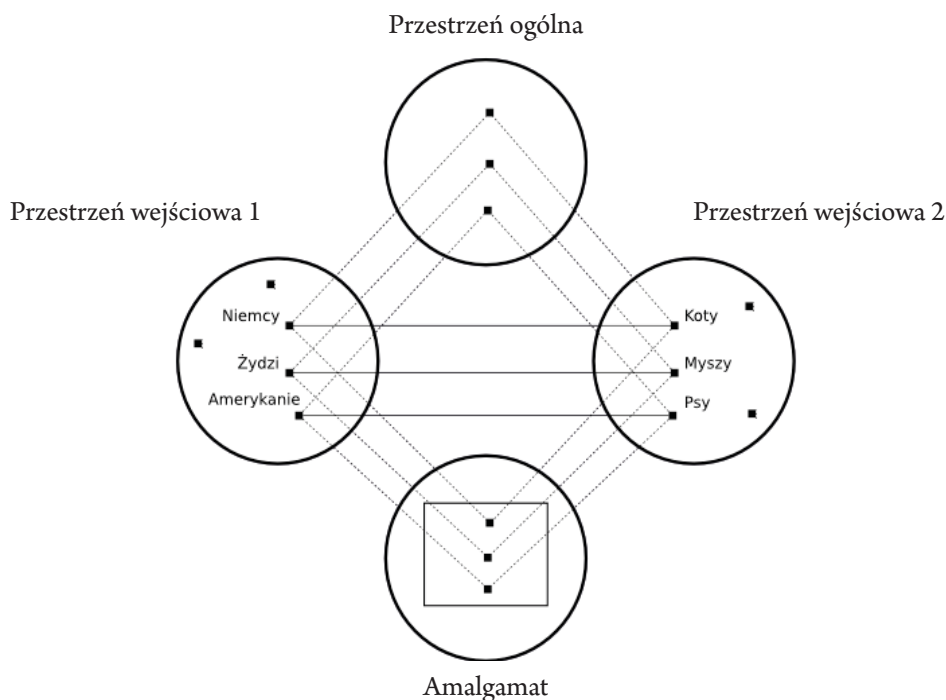 Przestrzeń ogólna
Przestrzeń wejściowa 1
Przestrzeń wejściowa 2
Niemcy
Koty
Żydzi
Myszy
Amerykanie
Psy
Amalgamat